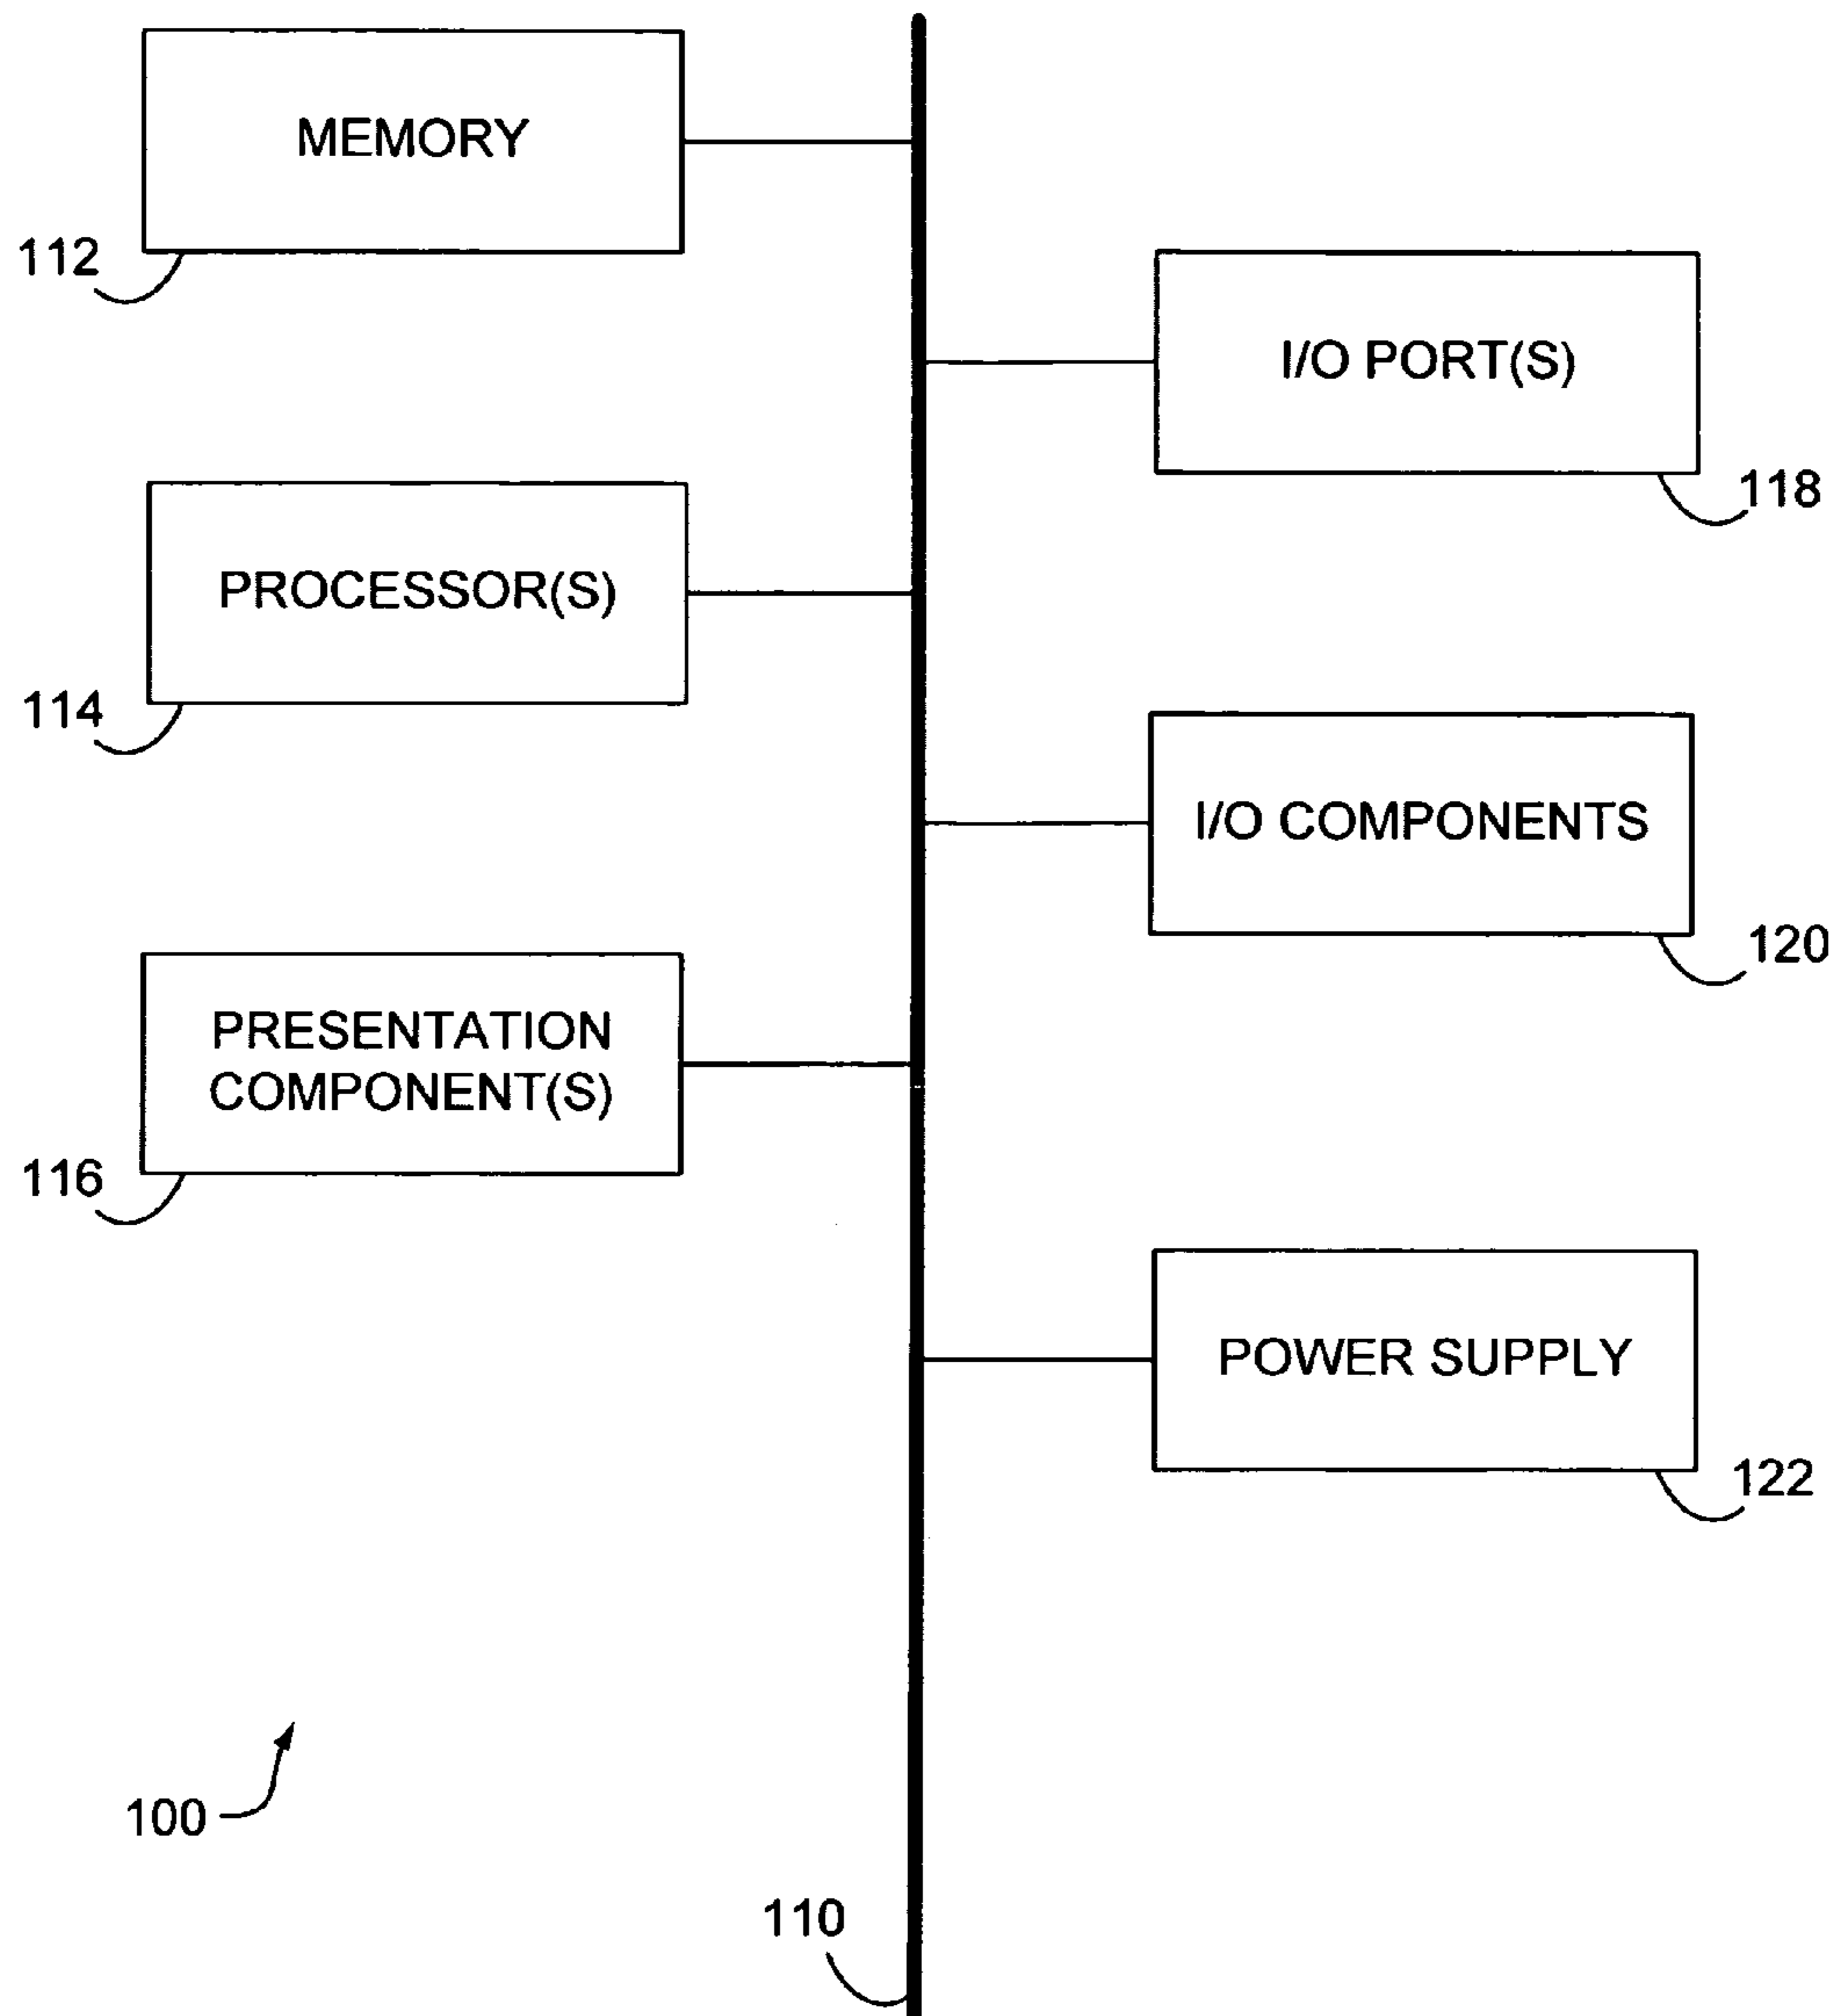 MEMORY
112
I/O PORT(S)
118
PROCESSOR(S)
114
I/O COMPONENTS
120
PRESENTATION
COMPONENT(S)
116
POWER SUPPLY
122
100
110